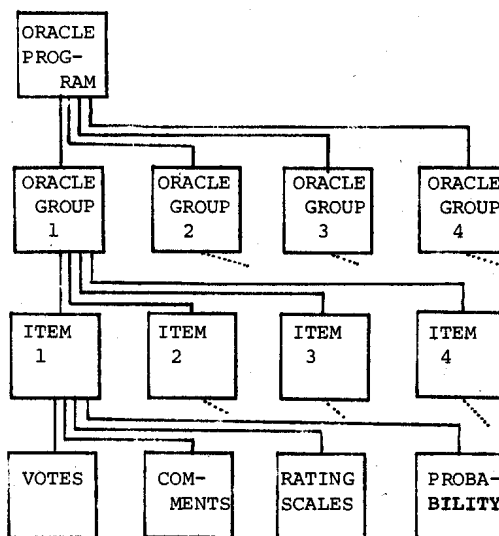 ORACLE
PROG-
RAM
ORACLE
GROUP
1
ORACLE
GROUP
2
ORACLE
GROUP
3
ORACLE
GROUP
4
ITEM
1
ITEM
2
ITEM
3
ITEM
4
VOTES
COM-
MENTS
RATING
SCALES
PROBA-
BILITY